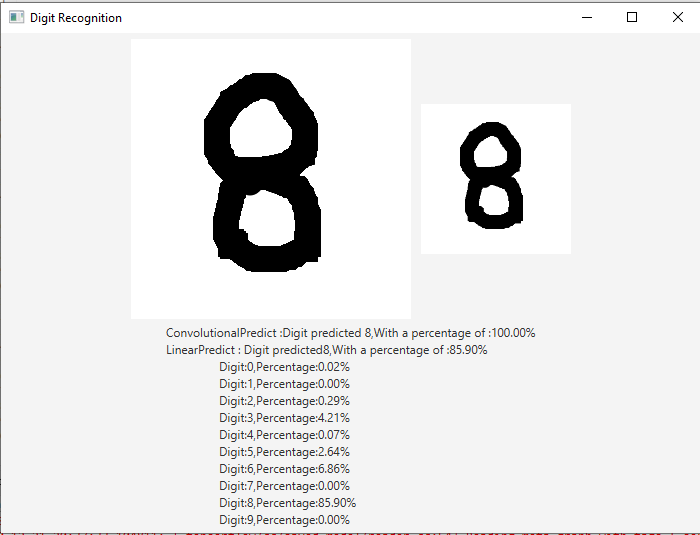 Digit Recognition
8
8
ConvolutionalPredict :Digit predicted 8,With a percentage of :100.00%
LinearPredict : Digit predicted8,With a percentage of :85.90%
Digit:0,Percentage:0.02%
Digit:1,Percentage:0.00%
Digit:2,Percentage:0.29%
Digit:3,Percentage:4.21%
Digit:4,Percentage:0.07%
Digit:5,Percentage:2.64%
Digit:6,Percentage:6.86%
Digit:7,Percentage:0.00%
Digit:8,Percentage:85.90%
Digit:9,Percentage:0.00%